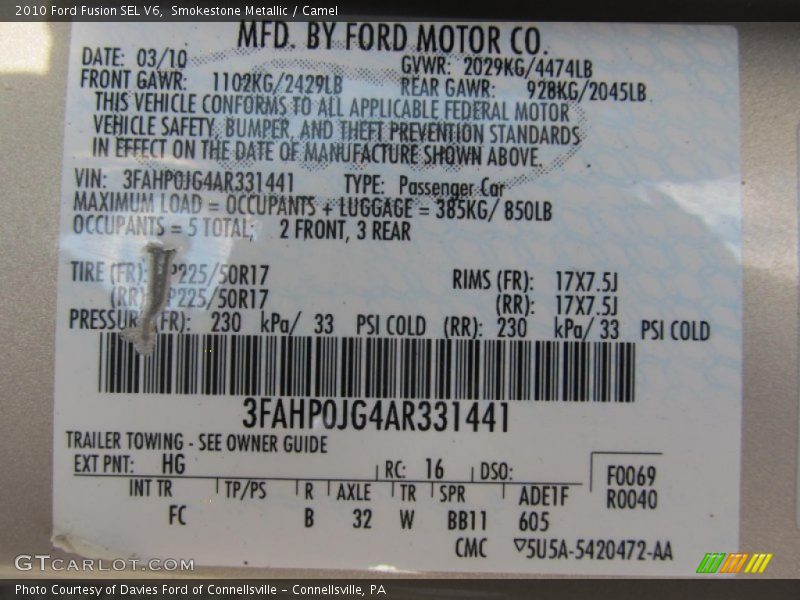 2010 Ford Fusion SEL V6, Smokestone Metallic / Camel
MFD. BY FORD MOTOR CO.
DATE: 03/10 GVWR: 2029KG/4474LB
FRONT GAWR: 1102KG/2429LB REAR GAWR: 928KG/2045LB
THIS VEHICLE CONFORMS TO ALL APPLICABLE FEDERAL MOTOR
VEHICLE SAFETY, BUMPER, AND THEFT PREVENTION STANDARDS
IN EFFECT ON THE DATE OF MANUFACTURE SHOWN ABOVE.
VIN: 3FAHP0JG4AR331441 TYPE: Passenger Car
MAXIMUM LOAD = OCCUPANTS + LUGGAGE = 385KG/ 850LB
OCCUPANTS = 5 TOTAL; 2 FRONT, 3 REAR
TIRE (FR): P225/50R17 RIMS (FR): 17X7.5J
(RR): P225/50R17 (RR): 17X7.5J
PRESSUR (FR): 230 kPa/ 33 PSI COLD (RR): 230 kPa/ 33 PSI COLD
3FAHP0JG4AR331441
TRAILER TOWING - SEE OWNER GUIDE
EXT PNT: HG RC: 16 DSO: F0069
INT TR TP/PS R AXLE TR SPR ADE1F R0040
FC B 32 W BB11 605
CMC ▽5U5A-5420472-AA
GTCARLOT.COM
Photo Courtesy of Davies Ford of Connellsville - Connellsville, PA